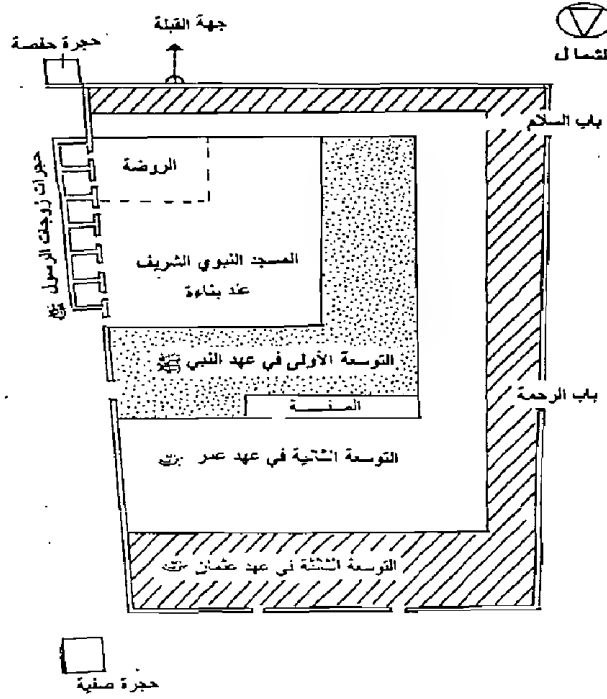 جهة القبلة
حجرة حفصة
الشمال
باب السلام
الروضة
حجرات زوجات الرسول ﷺ
المسجد النبوي الشريف
عند بناءة
التوسعة الأولى في عهد النبي ﷺ
باب الرحمة
الصفـــة
التوسعة الثانية في عهد عمر
التوسعة الثالثة في عهد عثمان
حجرة صفية